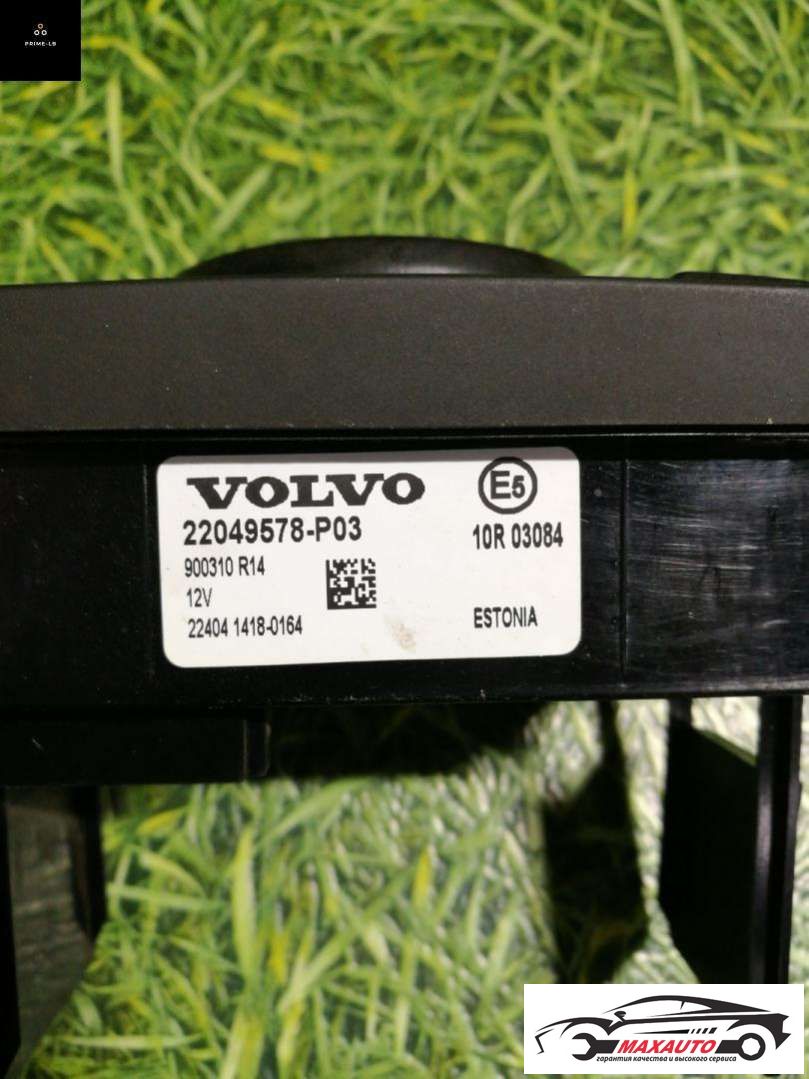 PRIME-LB
VOLVO
E5
22049578-P03
10R 03084
900310 R14
12V
22404 1418-0164
ESTONIA
MAXAUTO
гарантия качества и высокого сервиса